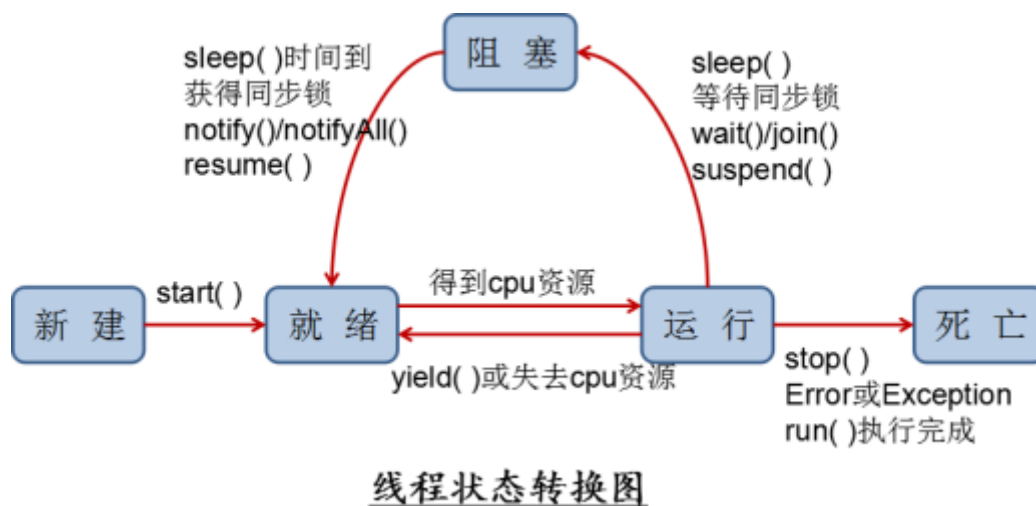 阻 塞
sleep( )时间到
获得同步锁
notify()/notifyAll()
resume( )
sleep( )
等待同步锁
wait()/join()
suspend( )
新 建
start( )
就 绪
得到cpu资源
yield( )或失去cpu资源
运 行
死 亡
stop( )
Error或Exception
run( )执行完成
线程状态转换图